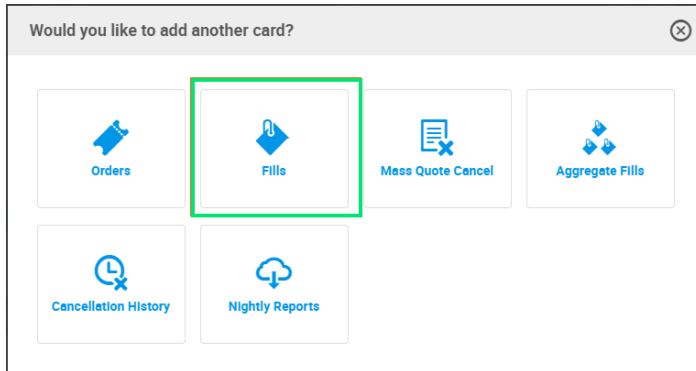 Would you like to add another card?
Orders
Fills
Mass Quote Cancel
Aggregate Fills
Cancellation History
Nightly Reports